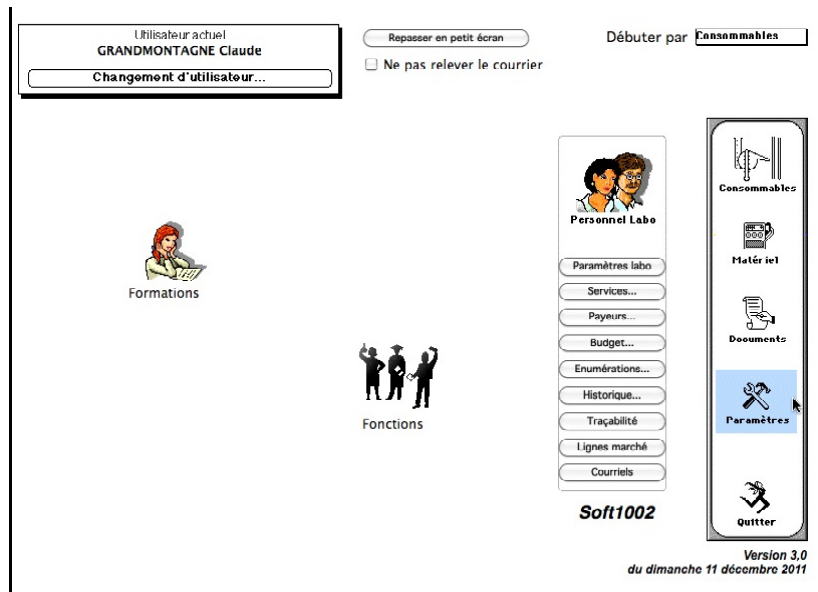 Utilisateur actuel
GRANDMONTAGNE Claude
Changement d'utilisateur...
Repasser en petit écran
Ne pas relever le courrier
Débuter par Consommables
Formations
Fonctions
Personnel Labo
Paramètres labo
Services...
Payeurs...
Budget...
Enumérations...
Historique...
Traçabilité
Lignes marché
Courriels
Soft1002
Consommables
Matériel
Documents
Paramètres
Quitter
Version 3,0
du dimanche 11 décembre 2011